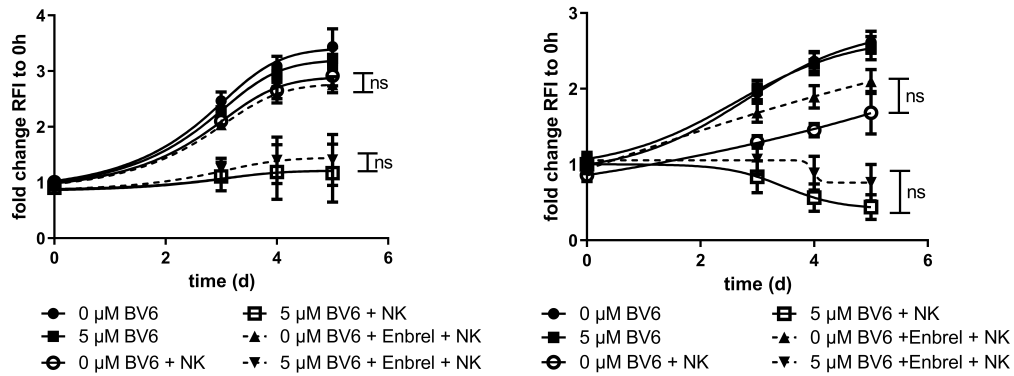 fold change RFI to 0h
4
3
2
1
0
0 2 4 6
time (d)
ns
ns
0 µM BV6
5 µM BV6
0 µM BV6 + NK
5 µM BV6 + NK
0 µM BV6 + Enbrel + NK
5 µM BV6 + Enbrel + NK
fold change RFI to 0h
3
2
1
0
0 2 4 6
time (d)
ns
ns
0 µM BV6
5 µM BV6
0 µM BV6 + NK
5 µM BV6 + NK
0 µM BV6 +Enbrel + NK
5 µM BV6 +Enbrel + NK